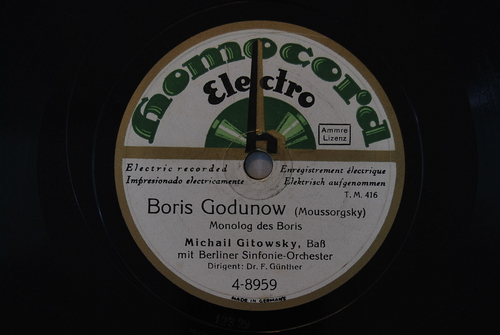 Homocord
Electro
Ammre
Lizenz
Electric recorded Enregistrement électrique
Impresionado electricamente Elektrisch aufgenommen
T. M. 416
Boris Godunow (Moussorgsky)
Monolog des Boris
Michail Gitowsky, Baß
mit Berliner Sinfonie-Orchester
Dirigent: Dr. F. Günther
4-8959
MADE IN GERMANY